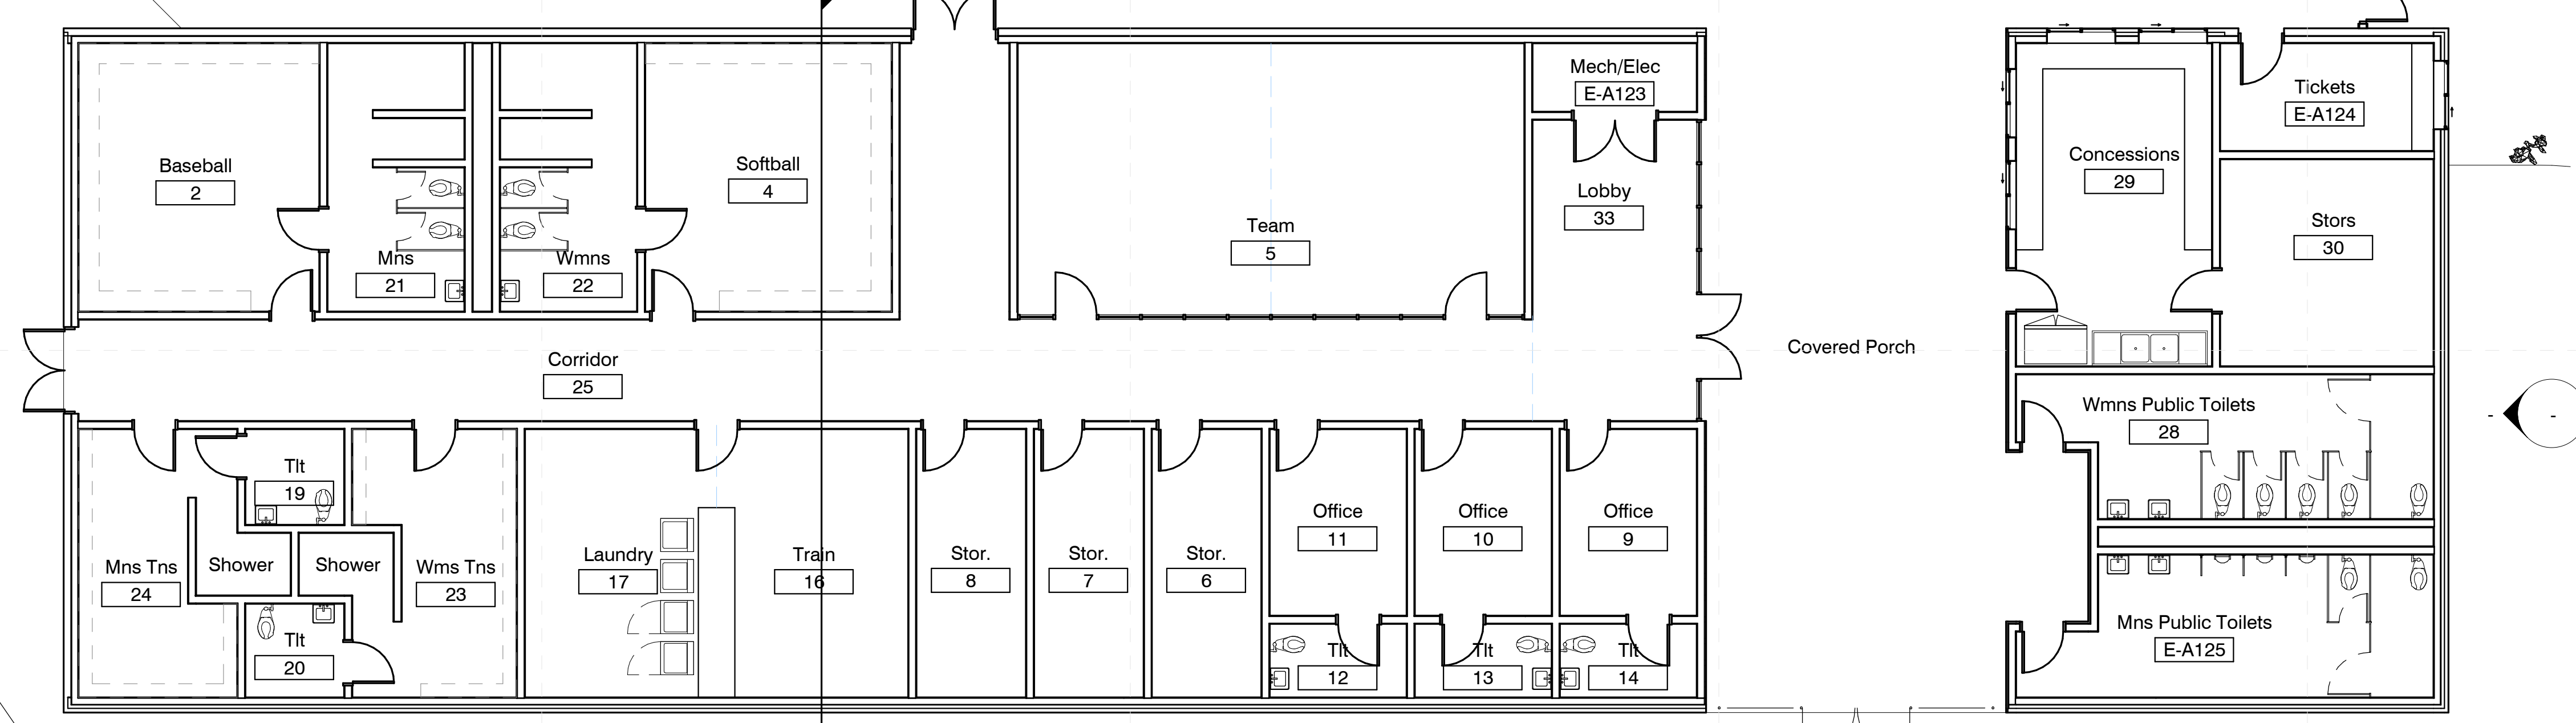 Mech/Elec
E-A123
Tickets
E-A124
Baseball
2
Softball
4
Concessions
29
Lobby
33
Team
5
Stors
30
Mns
21
Wmns
22
Corridor
25
Covered Porch
Wmns Public Toilets
28
Tlt
19
Office
11
Office
10
Office
9
Mns Tns
24
Shower
Shower
Wms Tns
23
Laundry
17
Train
16
Stor.
8
Stor.
7
Stor.
6
Tlt
20
Tlt
12
Tlt
13
Tlt
14
Mns Public Toilets
E-A125
- -